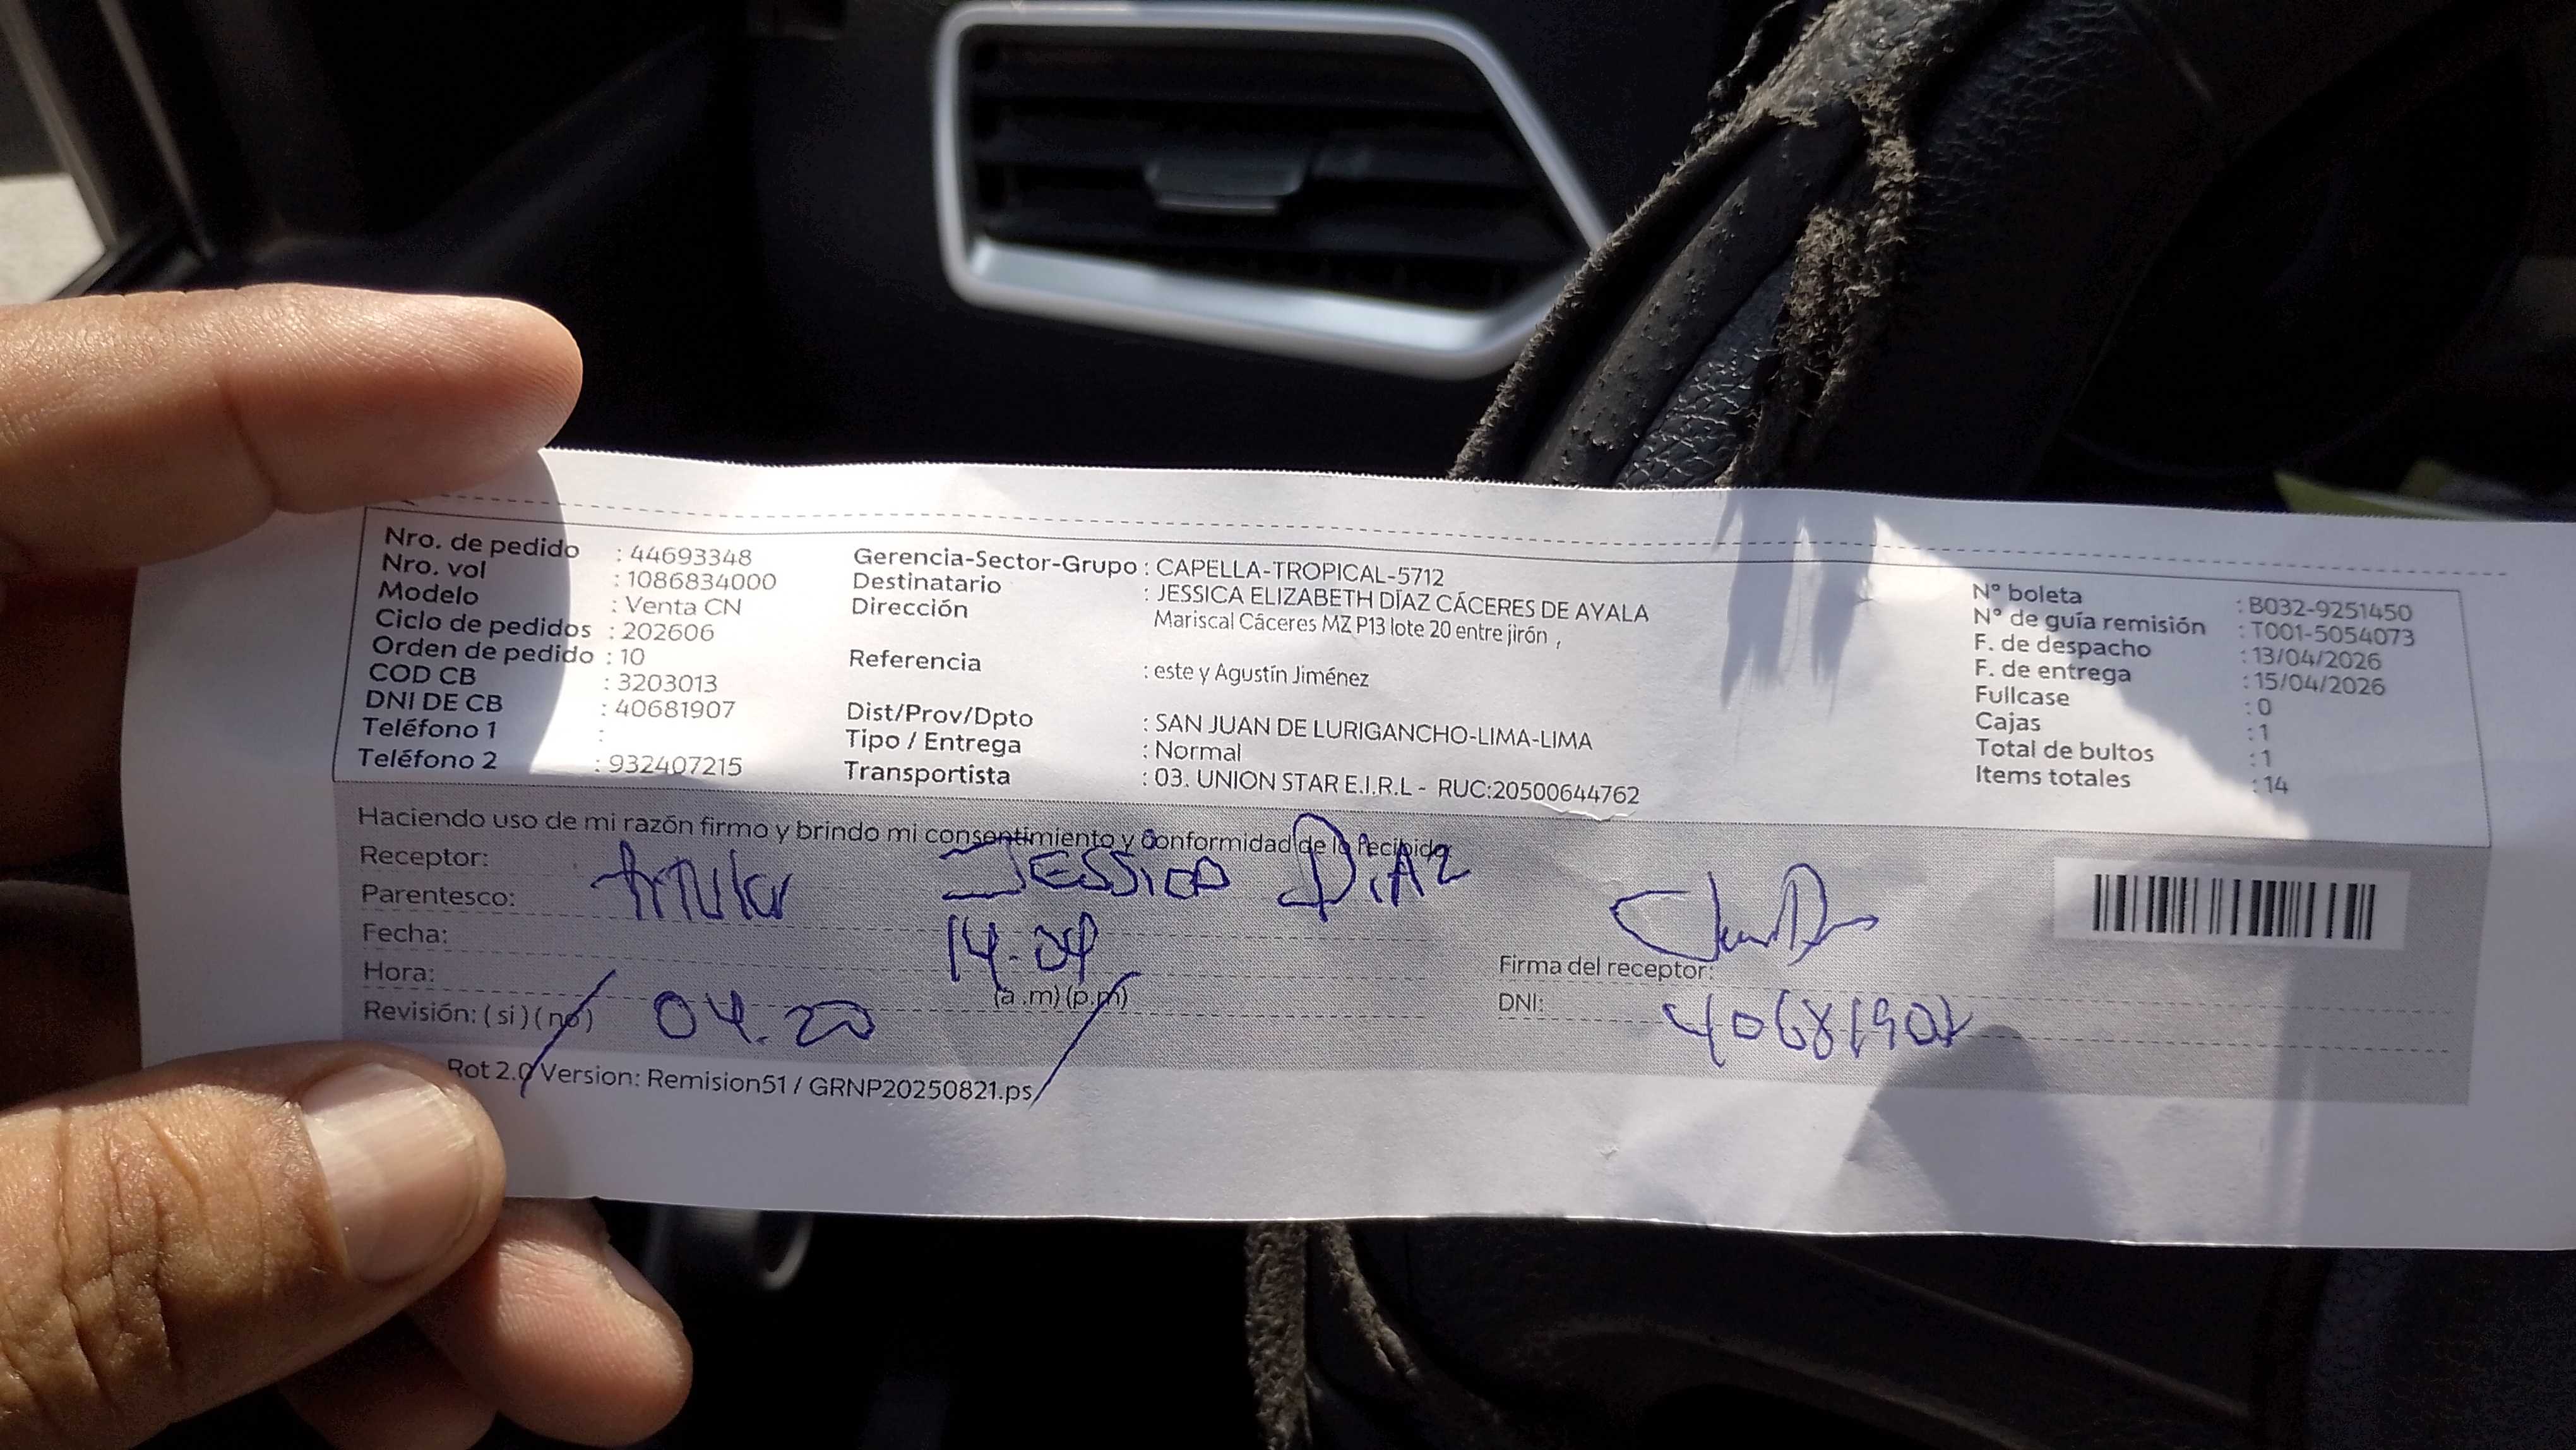 Nro. de pedido : 44693348
Nro. vol : 1086834000
Modelo : Venta CN
Ciclo de pedidos : 202606
Orden de pedido : 10
COD CB : 3203013
DNI DE CB : 40681907
Teléfono 1 :
Teléfono 2 : 932407215
Gerencia-Sector-Grupo : CAPELLA-TROPICAL-5712
Destinatario : JESSICA ELIZABETH DÍAZ CÁCERES DE AYALA
Dirección Mariscal Cáceres MZ P13 lote 20 entre jirón ,
Referencia : este y Agustín Jiménez
Dist/Prov/Dpto : SAN JUAN DE LURIGANCHO-LIMA-LIMA
Tipo / Entrega : Normal
Transportista : 03. UNION STAR E.I.R.L - RUC:20500644762
N° boleta : B032-9251450
N° de guía remisión : T001-5054073
F. de despacho : 13/04/2026
F. de entrega : 15/04/2026
Fullcase : 0
Cajas : 1
Total de bultos : 1
Items totales : 14
Haciendo uso de mi razón firmo y brindo mi consentimiento y conformidad de lo recibido
Receptor: JESSICA DIAZ
Parentesco: titular
Fecha: 14-04
Hora: (a.m) (p.m)
Revisión: ( si ) ( no ) 04.20
Firma del receptor:
DNI: 40681907
Rot 2.0 Version: Remision51 / GRNP20250821.ps